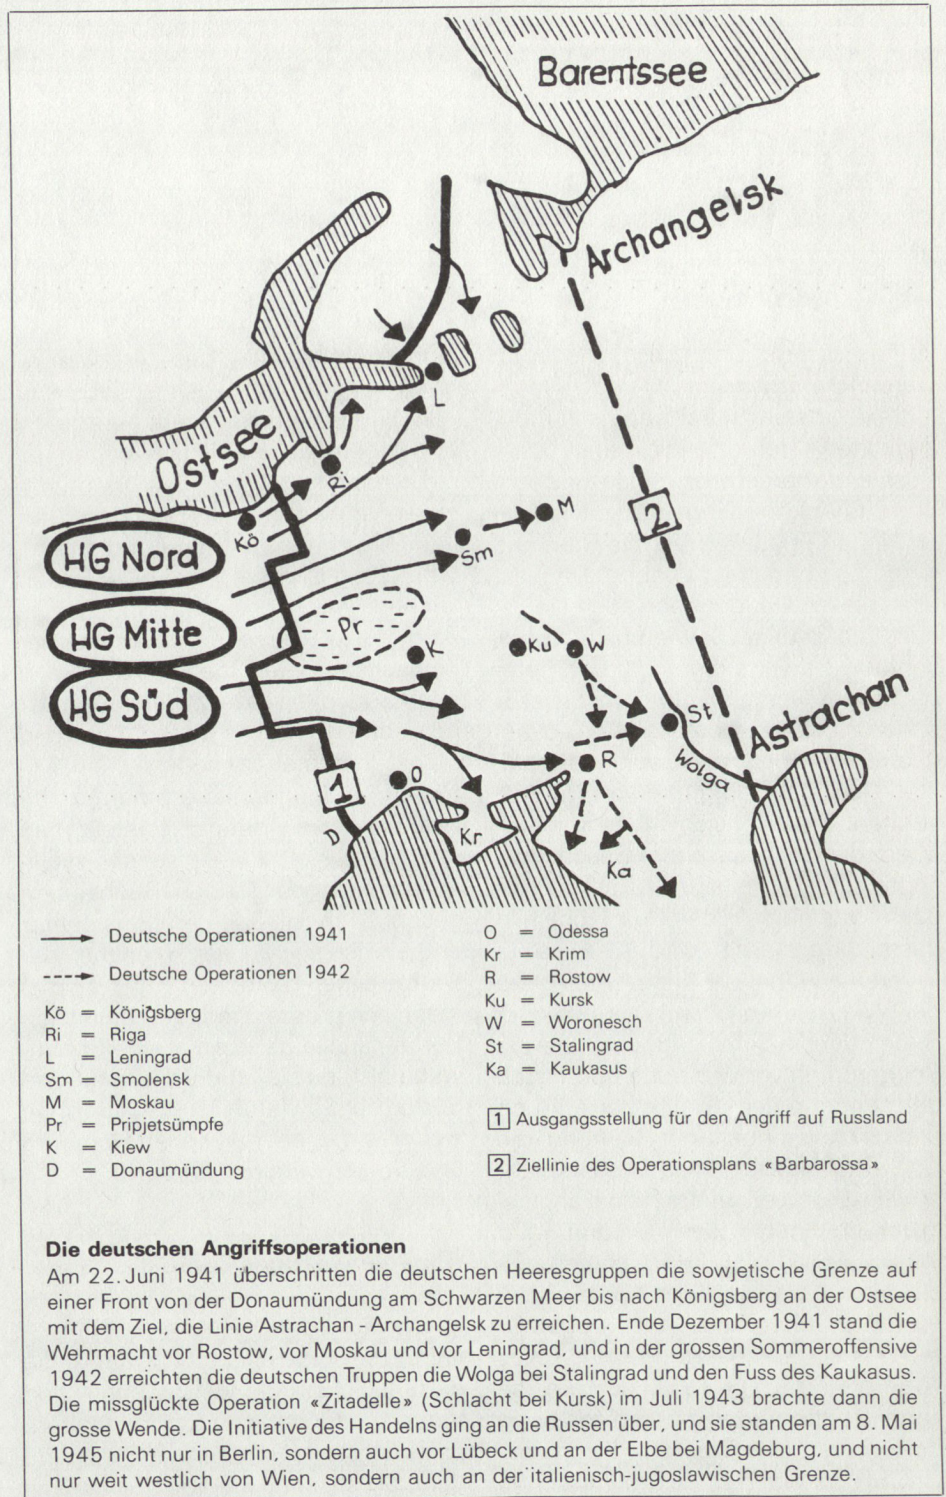 Barentssee
Archangelsk
L
Ostsee
Ri
2
M
Kö
Sm
HG Nord
HG Mitte
Pr
K
Ku
W
HG Süd
St
Astrachan
Wolga
R
1
O
D
Kr
Ka
Deutsche Operationen 1941
Deutsche Operationen 1942
Kö = Königsberg
Ri = Riga
L = Leningrad
Sm = Smolensk
M = Moskau
Pr = Pripjetsümpfe
K = Kiew
D = Donaumündung
O = Odessa
Kr = Krim
R = Rostow
Ku = Kursk
W = Woronesch
St = Stalingrad
Ka = Kaukasus
1 Ausgangsstellung für den Angriff auf Russland
2 Ziellinie des Operationsplans «Barbarossa»
Die deutschen Angriffsoperationen
Am 22. Juni 1941 überschritten die deutschen Heeresgruppen die sowjetische Grenze auf
einer Front von der Donaumündung am Schwarzen Meer bis nach Königsberg an der Ostsee
mit dem Ziel, die Linie Astrachan - Archangelsk zu erreichen. Ende Dezember 1941 stand die
Wehrmacht vor Rostow, vor Moskau und vor Leningrad, und in der grossen Sommeroffensive
1942 erreichten die deutschen Truppen die Wolga bei Stalingrad und den Fuss des Kaukasus.
Die missglückte Operation «Zitadelle» (Schlacht bei Kursk) im Juli 1943 brachte dann die
grosse Wende. Die Initiative des Handelns ging an die Russen über, und sie standen am 8. Mai
1945 nicht nur in Berlin, sondern auch vor Lübeck und an der Elbe bei Magdeburg, und nicht
nur weit westlich von Wien, sondern auch an der italienisch-jugoslawischen Grenze.